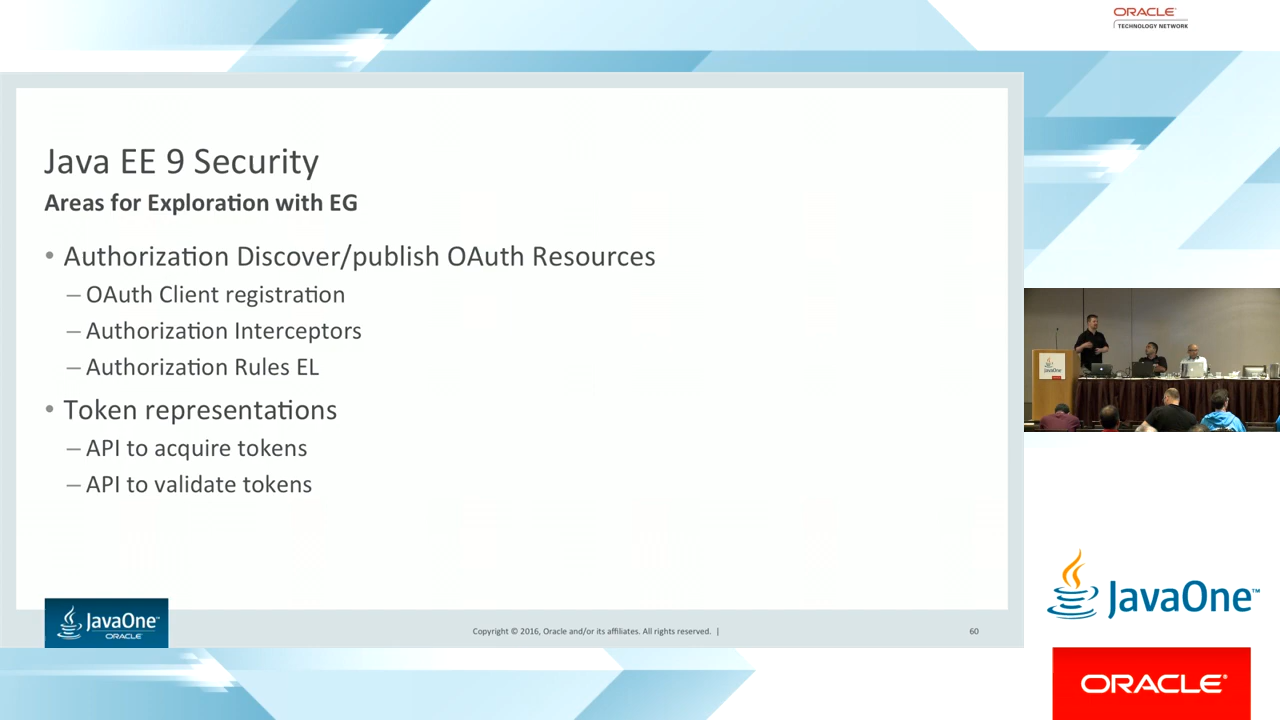 ORACLE
TECHNOLOGY NETWORK
Java EE 9 Security
Areas for Exploration with EG
• Authorization Discover/publish OAuth Resources
– OAuth Client registration
– Authorization Interceptors
– Authorization Rules EL
• Token representations
– API to acquire tokens
– API to validate tokens
JavaOne
ORACLE
Copyright © 2016, Oracle and/or its affiliates. All rights reserved. |
60
JavaOne
JavaOne™
ORACLE®